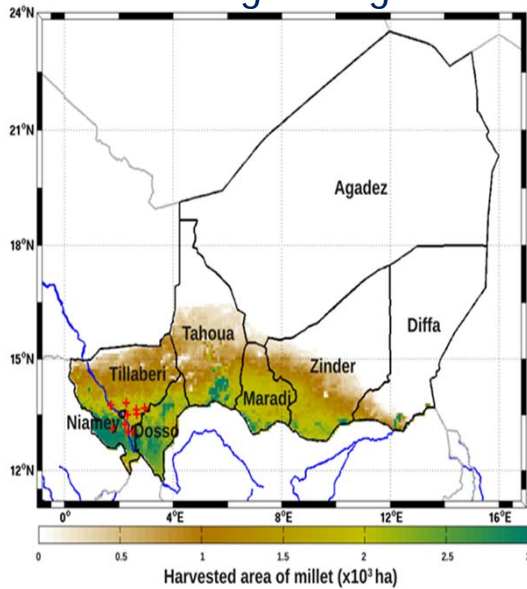 24°N
21°N
Agadez
18°N
Diffa
Tahoua
15°N
Zinder
Tillaberi
Maradi
Niamey
Dosso
12°N
0° 4°E 8°E 12°E 16°E
0 0.5 1 1.5 2 2.5
Harvested area of millet (x10³ ha)